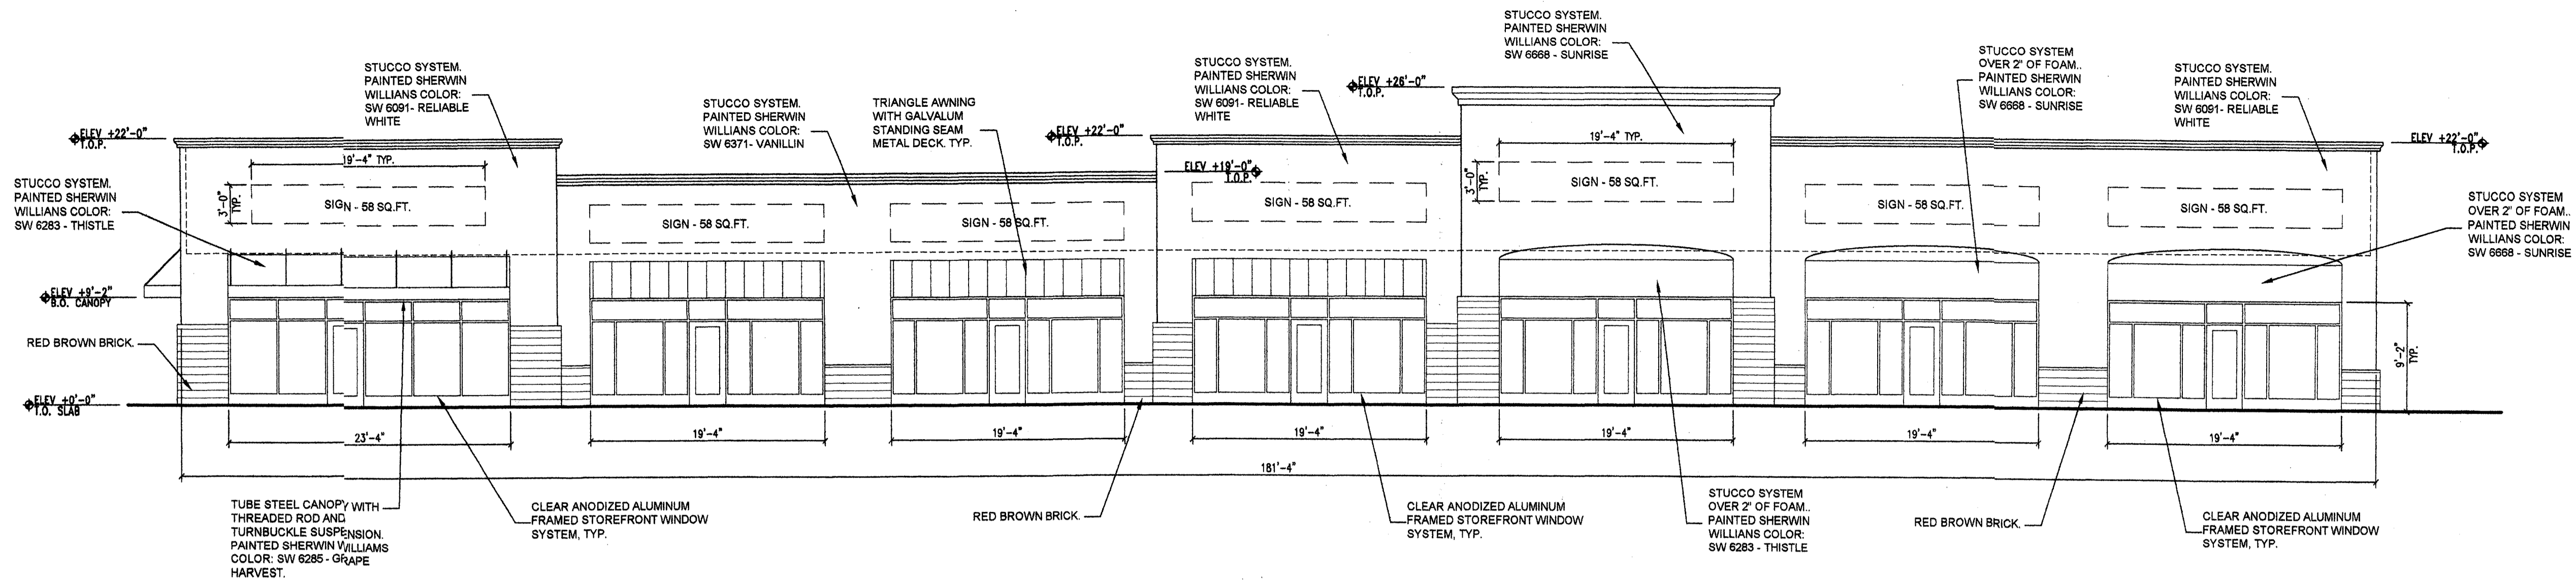 STUCCO SYSTEM.
PAINTED SHERWIN
WILLIANS COLOR:
SW 6668 - SUNRISE
STUCCO SYSTEM.
PAINTED SHERWIN
WILLIANS COLOR:
SW 6091- RELIABLE
WHITE
STUCCO SYSTEM.
PAINTED SHERWIN
WILLIANS COLOR:
SW 6371- VANILLIN
TRIANGLE AWNING
WITH GALVALUM
STANDING SEAM
METAL DECK. TYP.
STUCCO SYSTEM.
PAINTED SHERWIN
WILLIANS COLOR:
SW 6091- RELIABLE
WHITE
STUCCO SYSTEM
OVER 2" OF FOAM..
PAINTED SHERWIN
WILLIANS COLOR:
SW 6668 - SUNRISE
STUCCO SYSTEM.
PAINTED SHERWIN
WILLIANS COLOR:
SW 6091- RELIABLE
WHITE
ELEV +26'-0"
T.O.P.
ELEV +22'-0"
T.O.P.
ELEV +22'-0"
T.O.P.
ELEV +22'-0"
T.O.P.
ELEV +19'-0"
T.O.P.
19'-4" TYP.
19'-4" TYP.
3'-0"
TYP.
3'-0"
TYP.
STUCCO SYSTEM.
PAINTED SHERWIN
WILLIANS COLOR:
SW 6283 - THISTLE
SIGN - 58 SQ.FT.
SIGN - 58 SQ.FT.
SIGN - 58 SQ.FT.
SIGN - 58 SQ.FT.
SIGN - 58 SQ.FT.
SIGN - 58 SQ.FT.
SIGN - 58 SQ.FT.
STUCCO SYSTEM
OVER 2" OF FOAM..
PAINTED SHERWIN
WILLIANS COLOR:
SW 6668 - SUNRISE
ELEV +9'-2"
B.O. CANOPY
RED BROWN BRICK.
9'-2"
TYP.
ELEV +0'-0"
T.O. SLAB
23'-4"
19'-4"
19'-4"
19'-4"
19'-4"
19'-4"
19'-4"
181'-4"
TUBE STEEL CANOPY WITH
THREADED ROD AND
TURNBUCKLE SUSPENSION.
PAINTED SHERWIN WILLIAMS
COLOR: SW 6285 - GRAPE
HARVEST.
CLEAR ANODIZED ALUMINUM
FRAMED STOREFRONT WINDOW
SYSTEM, TYP.
RED BROWN BRICK.
CLEAR ANODIZED ALUMINUM
FRAMED STOREFRONT WINDOW
SYSTEM, TYP.
STUCCO SYSTEM
OVER 2" OF FOAM..
PAINTED SHERWIN
WILLIANS COLOR:
SW 6283 - THISTLE
RED BROWN BRICK.
CLEAR ANODIZED ALUMINUM
FRAMED STOREFRONT WINDOW
SYSTEM, TYP.